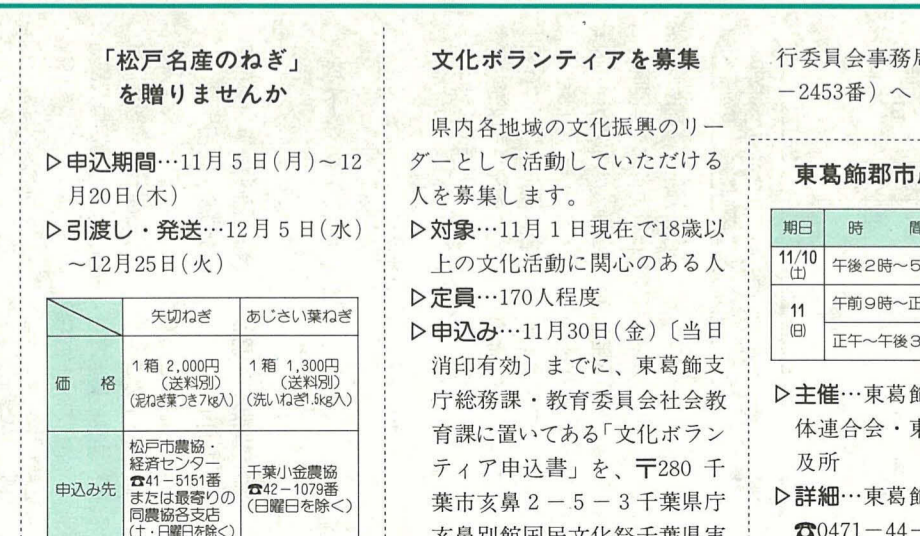 「松戸名産のねぎ」
を贈りませんか
▷申込期間…11月5日(月)～12
月20日(木)
▷引渡し・発送…12月5日(水)
～12月25日(火)
矢切ねぎ
あじさい葉ねぎ
価 格
1箱 2,000円
(送料別)
(泥ねぎ葉つき7kg入)
1箱 1,300円
(送料別)
(洗いねぎ1.5kg入)
申込み先
松戸市農協・
経済センター
☎41－5151番
または最寄りの
同農協各支店
(土・日曜日を除く)
千葉小金農協
☎42－1079番
(日曜日を除く)
文化ボランティアを募集
県内各地域の文化振興のリー
ダーとして活動していただける
人を募集します。
▷対象…11月1日現在で18歳以
上の文化活動に関心のある人
▷定員…170人程度
▷申込み…11月30日(金)〔当日
消印有効〕までに、東葛飾支
庁総務課・教育委員会社会教
育課に置いてある「文化ボラン
ティア申込書」を、〒280 千
葉市亥鼻2－5－3千葉県庁
亥鼻別館国民文化祭千葉県実
行委員会事務局
－2453番）へ
東葛飾郡市
期日
時 間
11/10
(土)
午後2時～5
11
(日)
午前9時～正
正午～午後3
▷主催…東葛飾
体連合会・東
及所
▷詳細…東葛飾
☎0471－44－